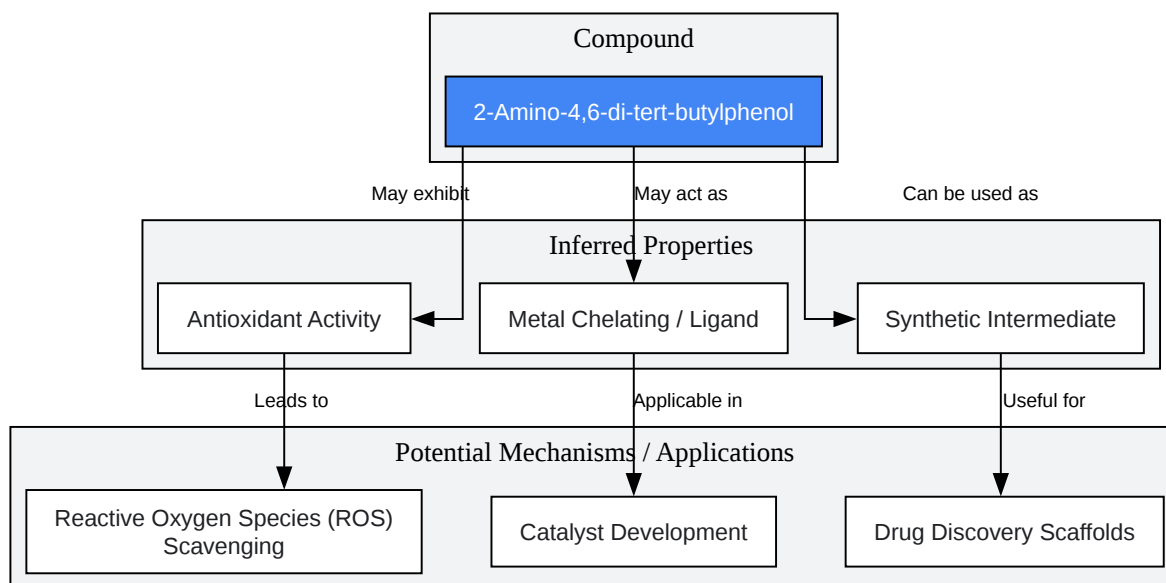 Compound
2-Amino-4,6-di-tert-butylphenol
May exhibit
May act as
Can be used as
Inferred Properties
Antioxidant Activity
Metal Chelating / Ligand
Synthetic Intermediate
Leads to
Applicable in
Useful for
Potential Mechanisms / Applications
Reactive Oxygen Species (ROS)
Scavenging
Catalyst Development
Drug Discovery Scaffolds